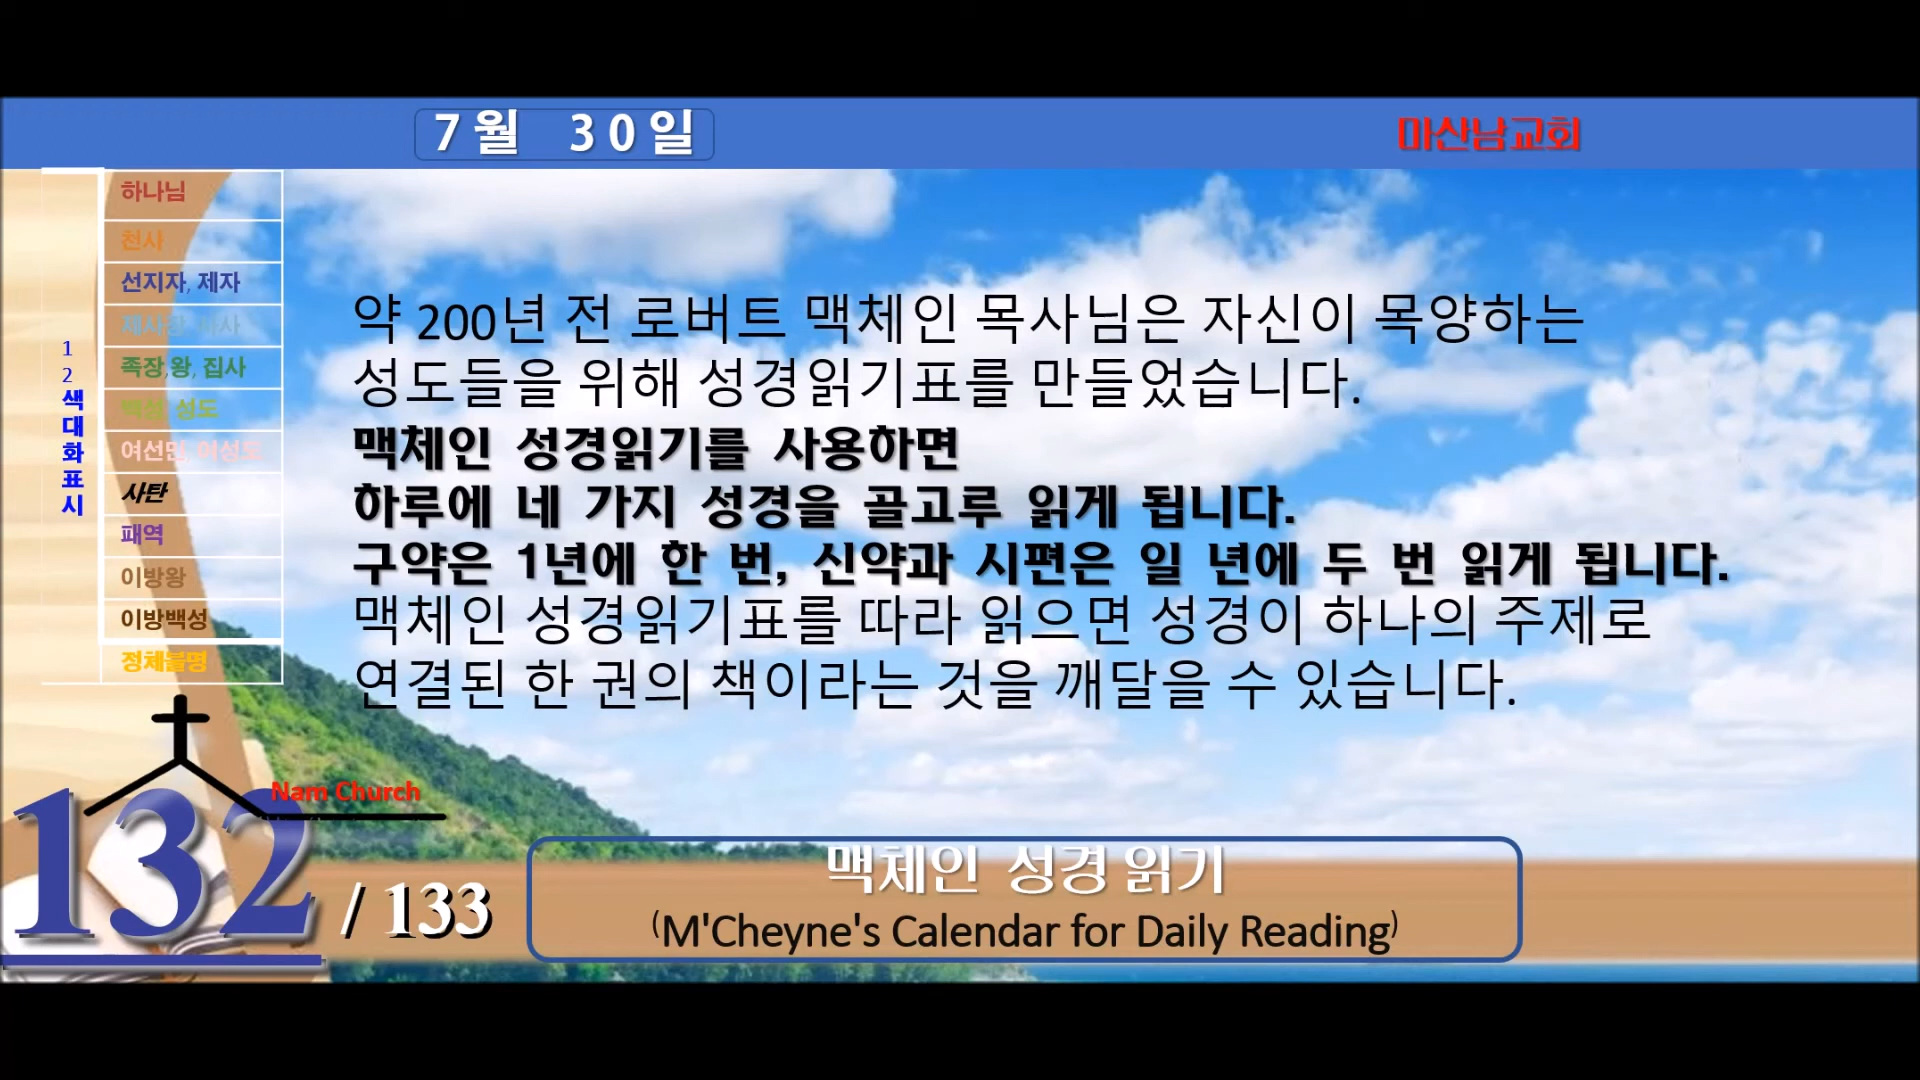 7월 30일
마산남교회
12색대화표시
하나님
천사
선지자, 제자
족장,왕, 집사
백성, 성도
여선민, 여성도
사탄
패역
이방왕
이방백성
정체불명
약 200년 전 로버트 맥체인 목사님은 자신이 목양하는
성도들을 위해 성경읽기표를 만들었습니다.
맥체인 성경읽기를 사용하면
하루에 네 가지 성경을 골고루 읽게 됩니다.
구약은 1년에 한 번, 신약과 시편은 일 년에 두 번 읽게 됩니다.
맥체인 성경읽기표를 따라 읽으면 성경이 하나의 주제로
연결된 한 권의 책이라는 것을 깨달을 수 있습니다.
Nam Church
132 / 133
맥체인 성경 읽기
(M'Cheyne's Calendar for Daily Reading)